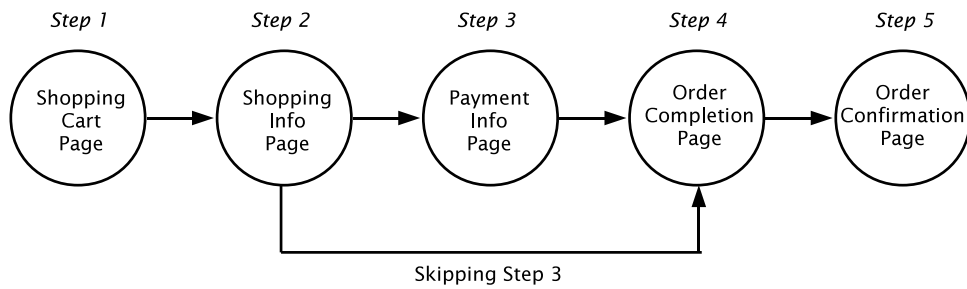 Step 1
Step 2
Step 3
Step 4
Step 5
Shopping
Cart
Page
Shopping
Info
Page
Payment
Info
Page
Order
Completion
Page
Order
Confirmation
Page
Skipping Step 3